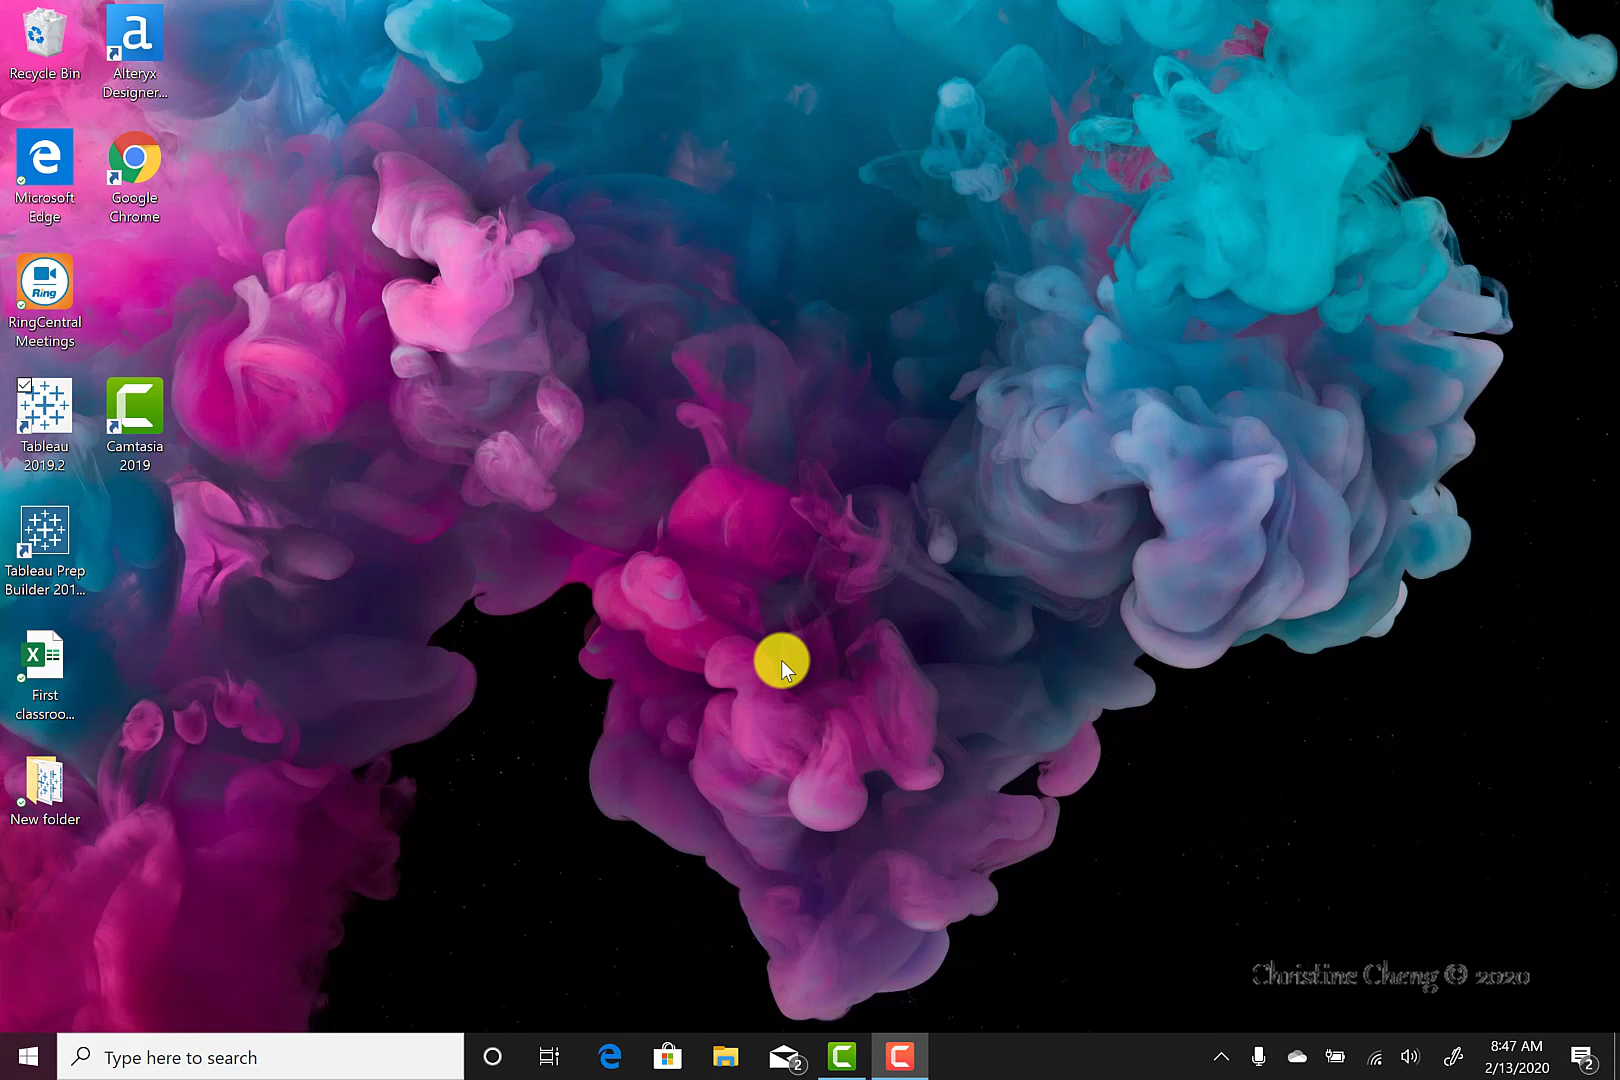 Recycle Bin
a
Alteryx
Designer...
Microsoft
Edge
Google
Chrome
Ring
RingCentral
Meetings
Tableau
2019.2
Camtasia
2019
Tableau Prep
Builder 201...
X
First
classroo...
New folder
Christine Cheng © 2020
Type here to search
2
8:47 AM
2/13/2020
2